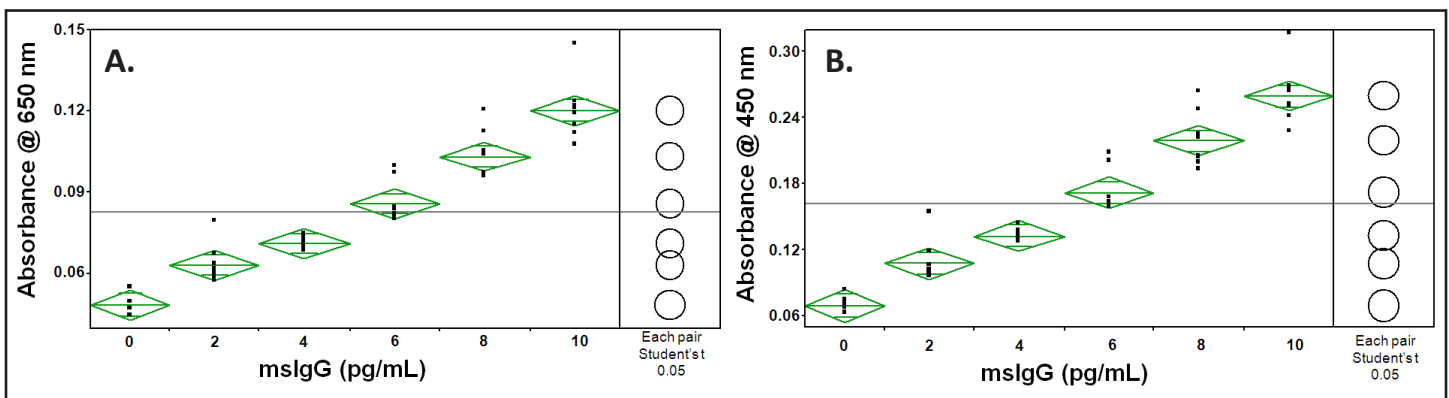 A.
Absorbance @ 650 nm
0.15
0.12
0.09
0.06
0 2 4 6 8 10
msIgG (pg/mL)
Each pair
Student's t
0.05
B.
Absorbance @ 450 nm
0.30
0.24
0.18
0.12
0.06
0 2 4 6 8 10
msIgG (pg/mL)
Each pair
Student's t
0.05